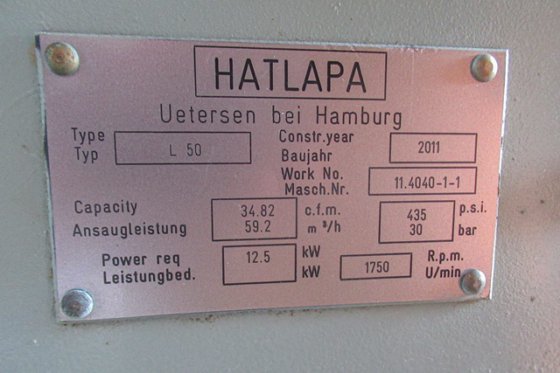 HATLAPA
Uetersen bei Hamburg
Type
Typ
L 50
Constr.year
Baujahr
2011
Work No.
Masch.Nr.
11.4040-1-1
Capacity
Ansaugleistung
34.82 c.f.m.
59.2 m³/h
435 p.s.i.
30 bar
Power req
Leistungbed.
12.5 kW
kW
1750
R.p.m.
U/min